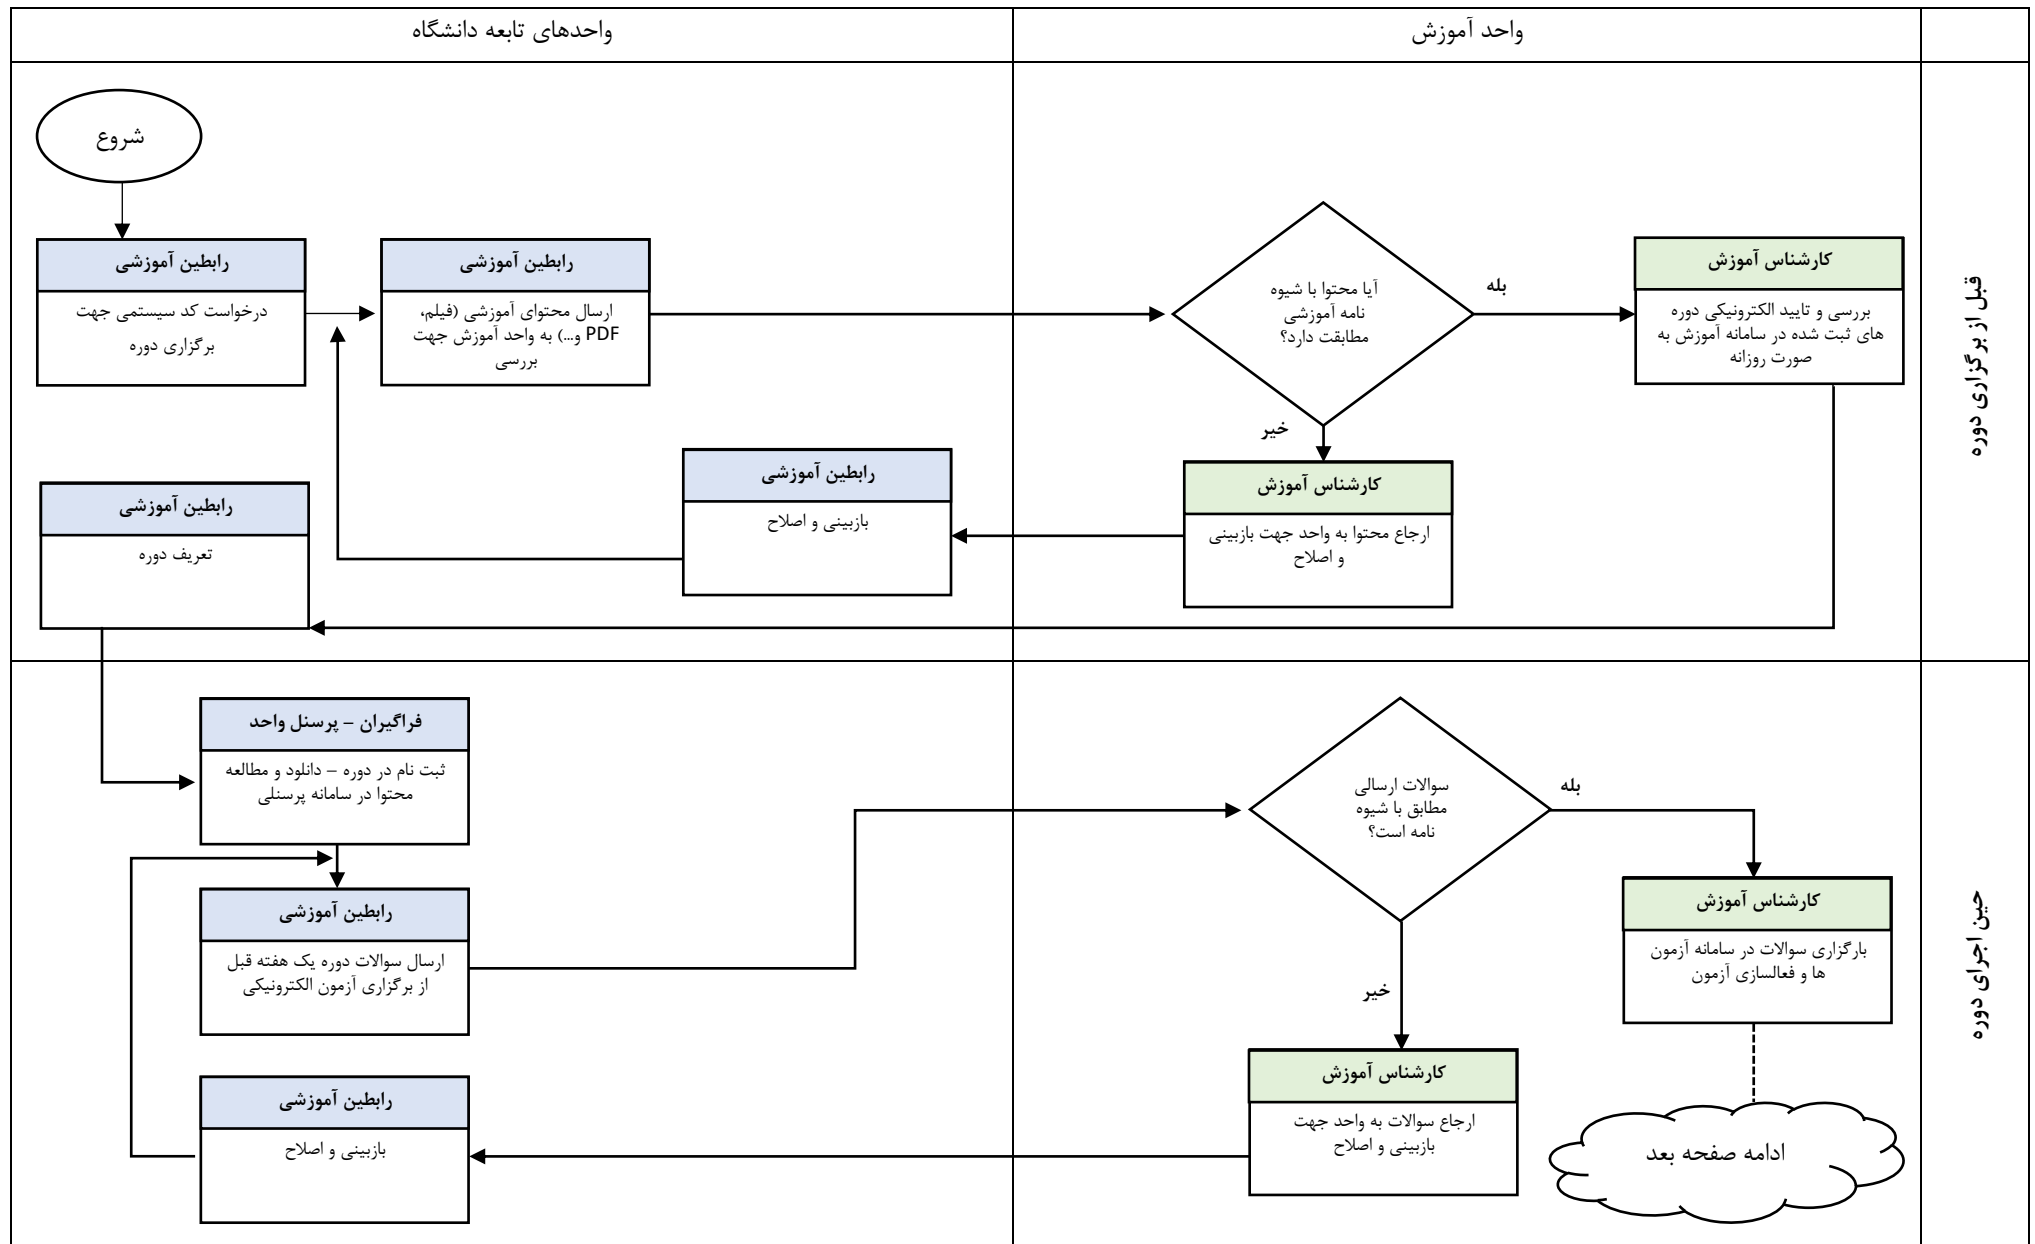 واحد آموزش
واحدهای تابعه دانشگاه
قبل از برگزاری دوره
شروع
رابطین آموزشی
درخواست کد سیستمی جهت
برگزاری دوره
رابطین آموزشی
ارسال محتوای آموزشی (فیلم،
PDF و...) به واحد آموزش جهت
بررسی
آیا محتوا با شیوه
نامه آموزشی
مطابقت دارد؟
بله
کارشناس آموزش
بررسی و تایید الکترونیکی دوره
های ثبت شده در سامانه آموزش به
صورت روزانه
خیر
کارشناس آموزش
ارجاع محتوا به واحد جهت بازبینی
و اصلاح
رابطین آموزشی
بازبینی و اصلاح
رابطین آموزشی
تعریف دوره
حین اجرای دوره
فراگیران – پرسنل واحد
ثبت نام در دوره – دانلود و مطالعه
محتوا در سامانه پرسنلی
رابطین آموزشی
ارسال سوالات دوره یک هفته قبل
از برگزاری آزمون الکترونیکی
سوالات ارسالی
مطابق با شیوه
نامه است؟
بله
کارشناس آموزش
بارگزاری سوالات در سامانه آزمون
ها و فعالسازی آزمون
خیر
کارشناس آموزش
ارجاع سوالات به واحد جهت
بازبینی و اصلاح
رابطین آموزشی
بازبینی و اصلاح
ادامه صفحه بعد